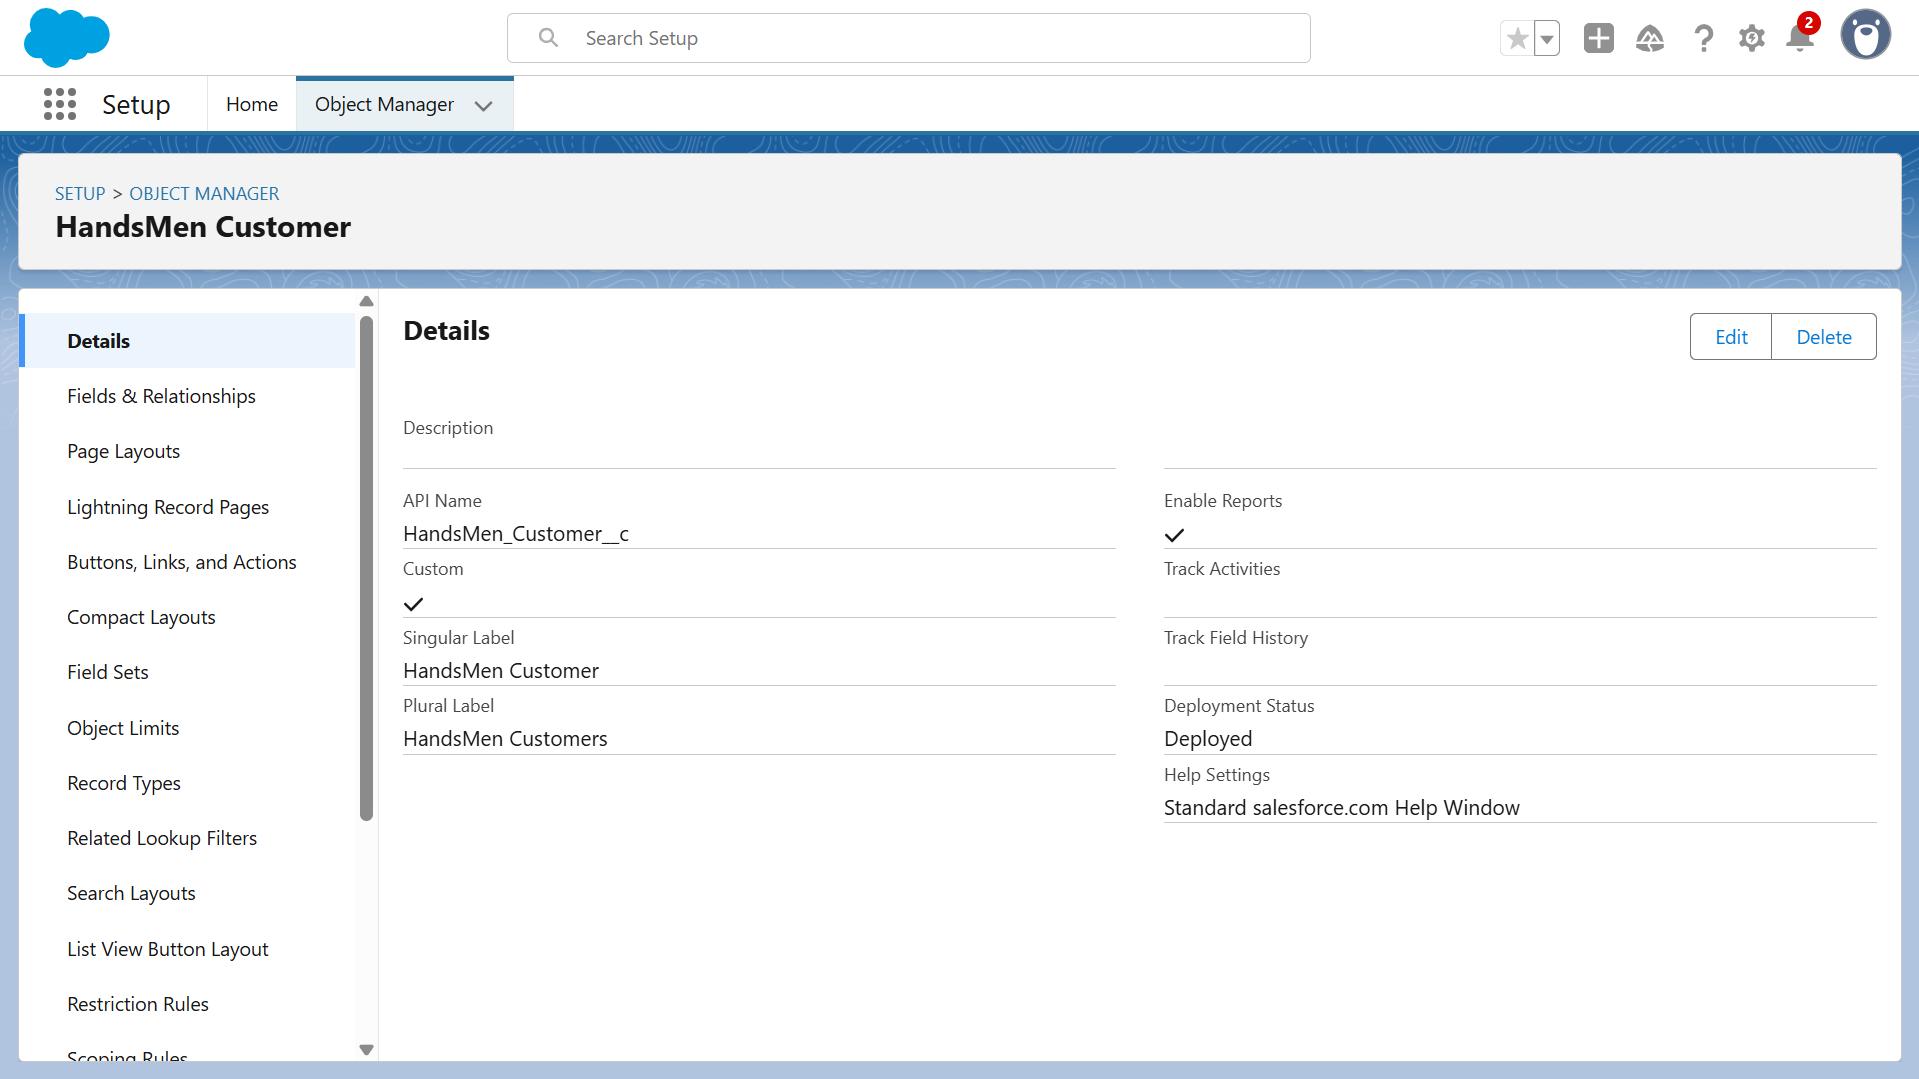 Search Setup
2
Setup
Home
Object Manager
SETUP > OBJECT MANAGER
HandsMen Customer
Details
Fields & Relationships
Page Layouts
Lightning Record Pages
Buttons, Links, and Actions
Compact Layouts
Field Sets
Object Limits
Record Types
Related Lookup Filters
Search Layouts
List View Button Layout
Restriction Rules
Scoping Rules
Details
Edit
Delete
Description
API Name
HandsMen_Customer__c
Custom
Singular Label
HandsMen Customer
Plural Label
HandsMen Customers
Enable Reports
Track Activities
Track Field History
Deployment Status
Deployed
Help Settings
Standard salesforce.com Help Window